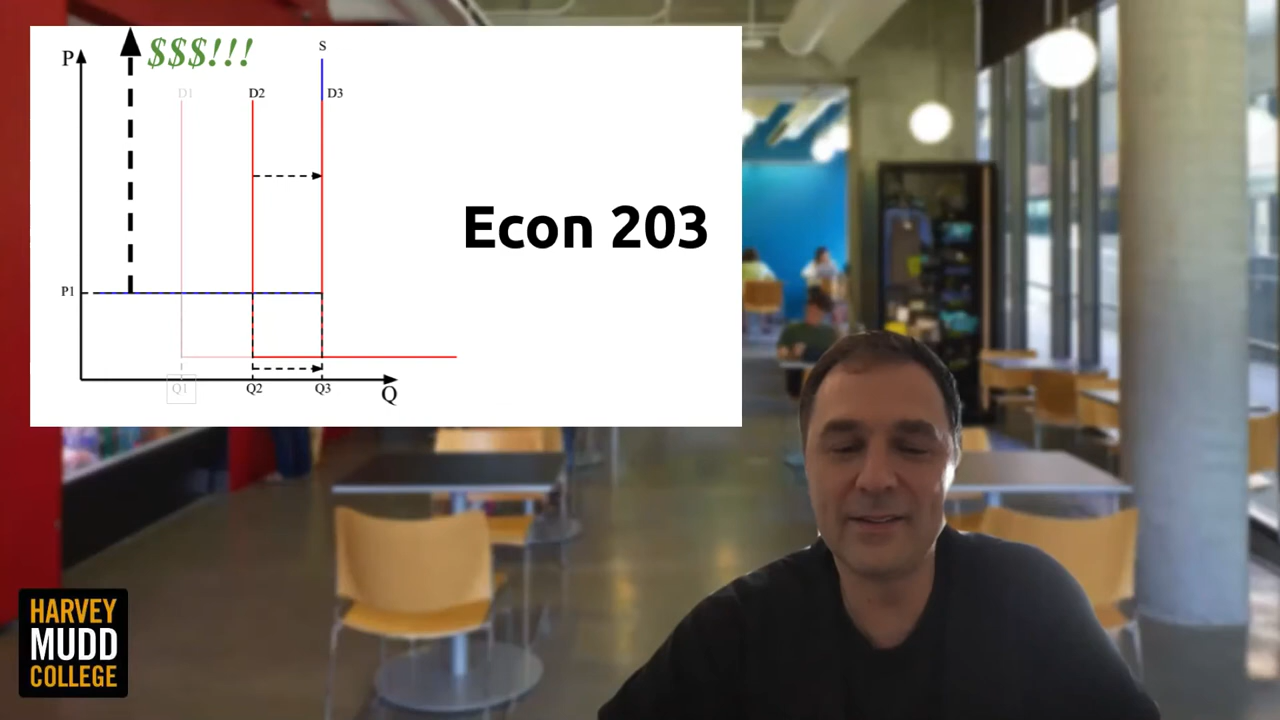 P
$$$!!!
S
D1
D2
D3
Econ 203
P1
Q1
Q2
Q3
Q
HARVEY
MUDD
COLLEGE